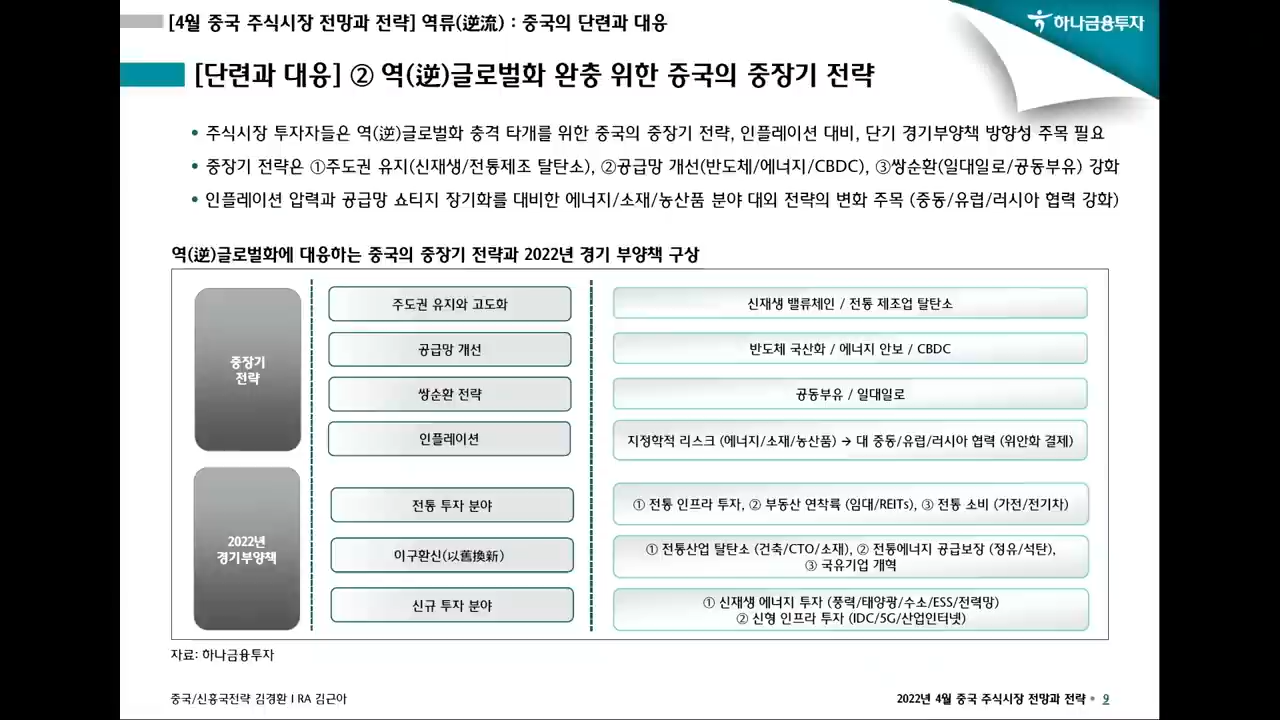 [4월 중국 주식시장 전망과 전략] 역류(逆流) : 중국의 단련과 대응
하나금융투자
[단련과 대응] ② 역(逆)글로벌화 완충 위한 중국의 중장기 전략
• 주식시장 투자자들은 역(逆)글로벌화 충격 타개를 위한 중국의 중장기 전략, 인플레이션 대비, 단기 경기부양책 방향성 주목 필요
• 중장기 전략은 ①주도권 유지(신재생/전통제조 탈탄소), ②공급망 개선(반도체/에너지/CBDC), ③쌍순환(일대일로/공동부유) 강화
• 인플레이션 압력과 공급망 쇼티지 장기화를 대비한 에너지/소재/농산품 분야 대외 전략의 변화 주목 (중동/유럽/러시아 협력 강화)
역(逆)글로벌화에 대응하는 중국의 중장기 전략과 2022년 경기 부양책 구상
중장기
전략
주도권 유지와 고도화
신재생 밸류체인 / 전통 제조업 탈탄소
공급망 개선
반도체 국산화 / 에너지 안보 / CBDC
쌍순환 전략
공동부유 / 일대일로
인플레이션
지정학적 리스크 (에너지/소재/농산품) → 대 중동/유럽/러시아 협력 (위안화 결제)
2022년
경기부양책
전통 투자 분야
① 전통 인프라 투자, ② 부동산 연착륙 (임대/REITs), ③ 전통 소비 (가전/전기차)
이구환신(以舊換新)
① 전통산업 탈탄소 (건축/CTO/소재), ② 전통에너지 공급보장 (정유/석탄),
③ 국유기업 개혁
신규 투자 분야
① 신재생 에너지 투자 (풍력/태양광/수소/ESS/전력망)
② 신형 인프라 투자 (IDC/5G/산업인터넷)
자료: 하나금융투자
중국/신흥국전략 김경환 I RA 김근아
2022년 4월 중국 주식시장 전망과 전략 • 9